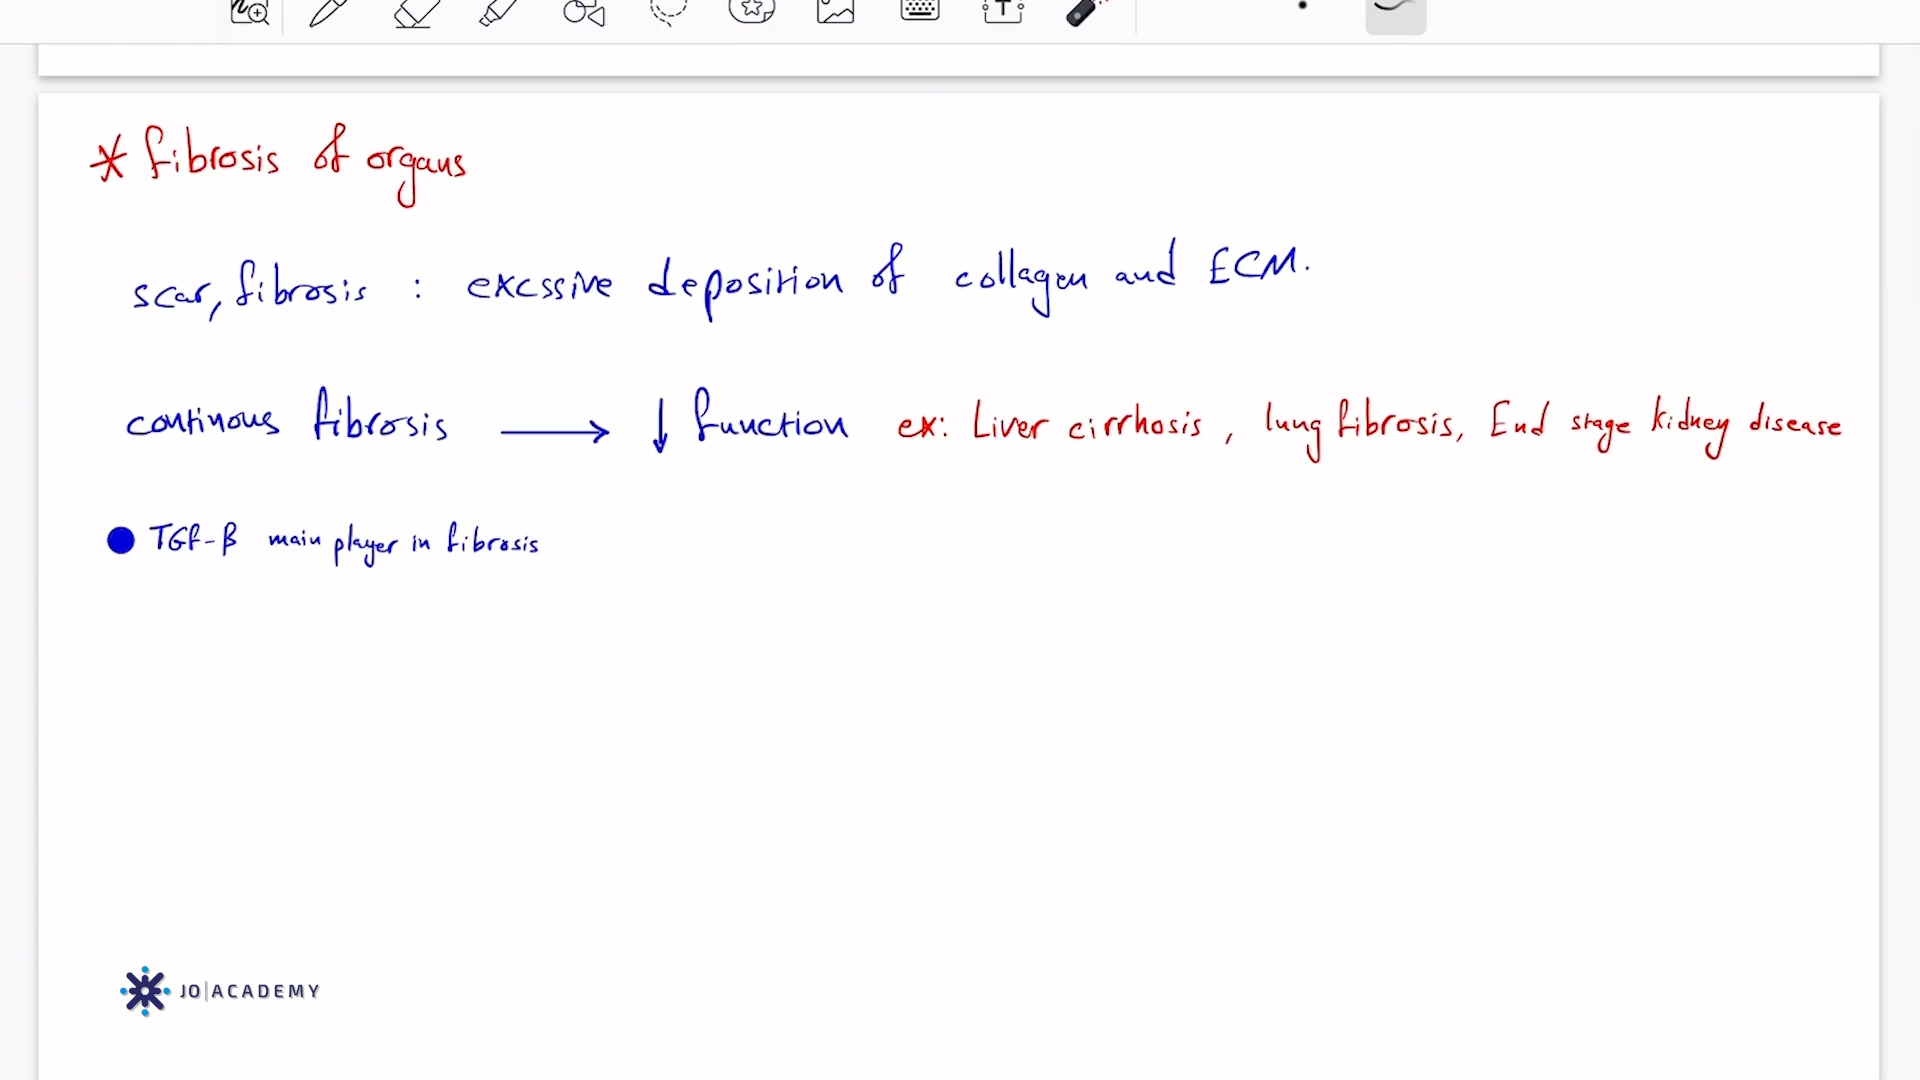 * fibrosis of organs
scar, fibrosis : excssive deposition of collagen and ECM.
continous fibrosis → ↓ function ex: Liver cirrhosis, lung fibrosis, End stage kidney disease
● TGF-β main player in fibrosis
JO|ACADEMY